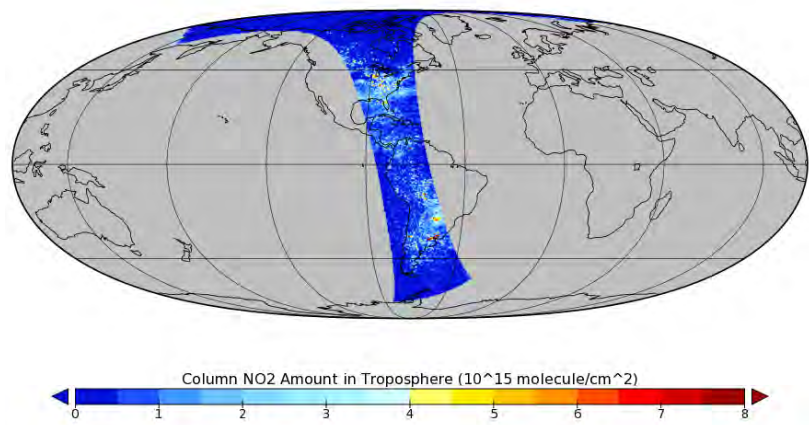 Column NO2 Amount in Troposphere (10^15 molecule/cm^2)
0 1 2 3 4 5 6 7 8